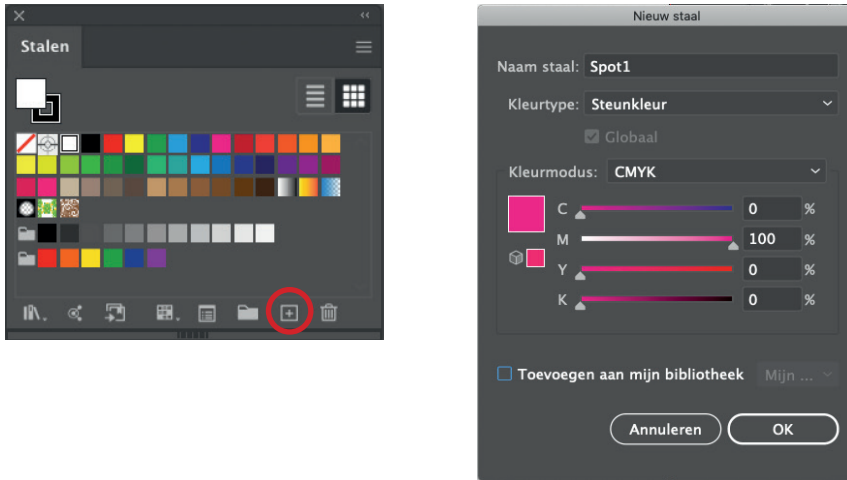 Stalen
Nieuw staal
Naam staal: Spot1
Kleurtype: Steunkleur
Globaal
Kleurmodus: CMYK
C 0 %
M 100 %
Y 0 %
K 0 %
Toevoegen aan mijn bibliotheek Mijn ...
Annuleren OK